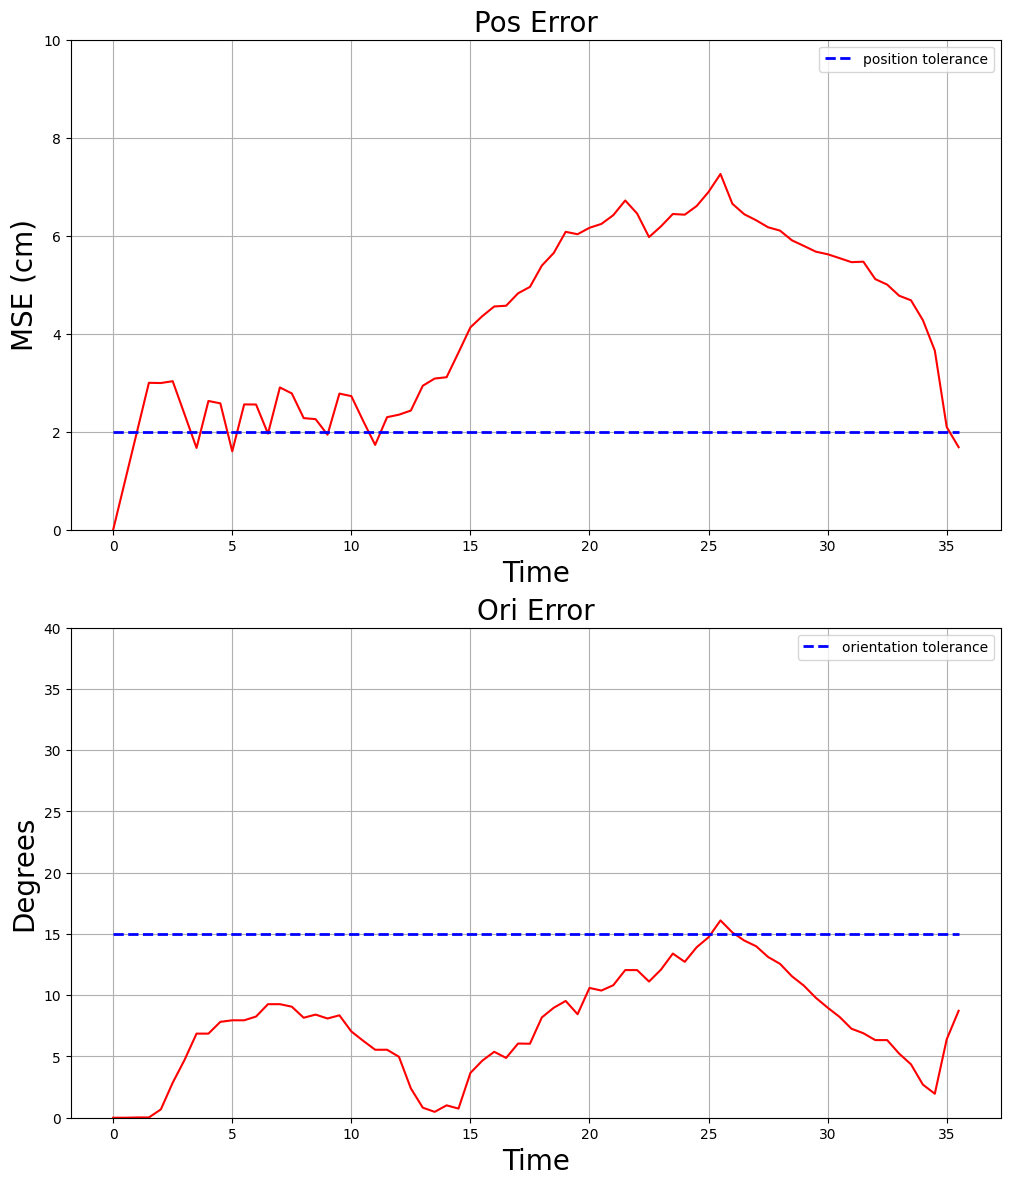 Pos Error
position tolerance
10
8
6
4
2
0
MSE (cm)
0 5 10 15 20 25 30 35
Time
Ori Error
orientation tolerance
40
35
30
25
20
15
10
5
0
Degrees
0 5 10 15 20 25 30 35
Time